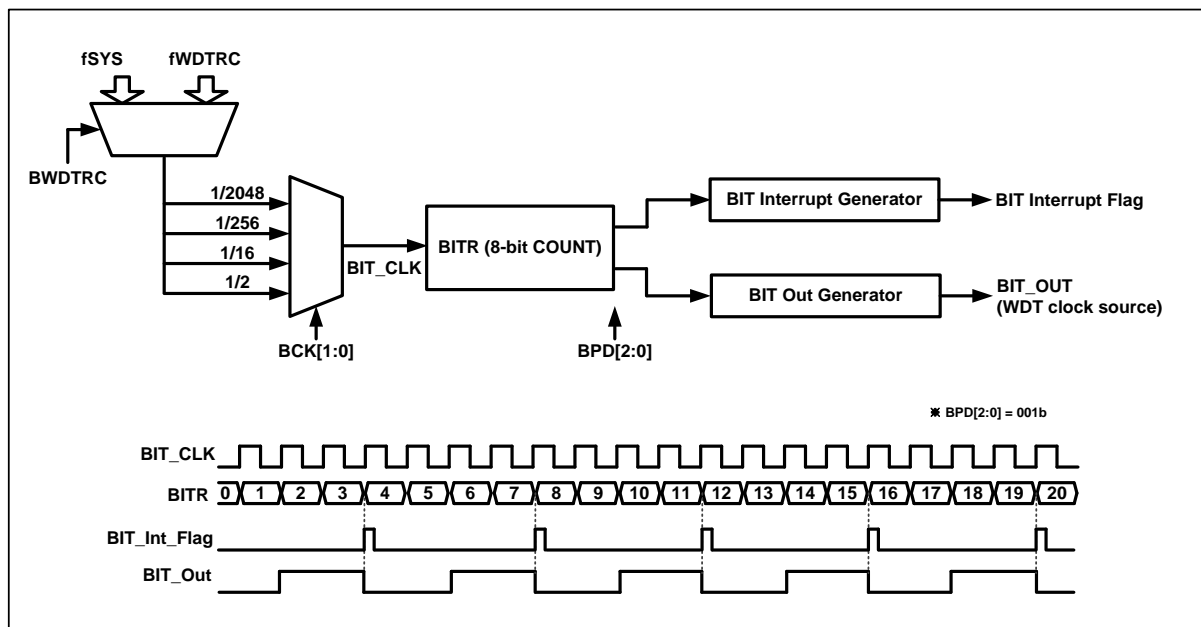 fSYS fWDTRC
BWDTRC
1/2048
1/256
1/16
1/2
BIT_CLK
BCK[1:0]
BITR (8-bit COUNT)
BPD[2:0]
BIT Interrupt Generator
BIT Interrupt Flag
BIT Out Generator
BIT_OUT
(WDT clock source)
※ BPD[2:0] = 001b
BIT_CLK
BITR 0 1 2 3 4 5 6 7 8 9 10 11 12 13 14 15 16 17 18 19 20
BIT_Int_Flag
BIT_Out